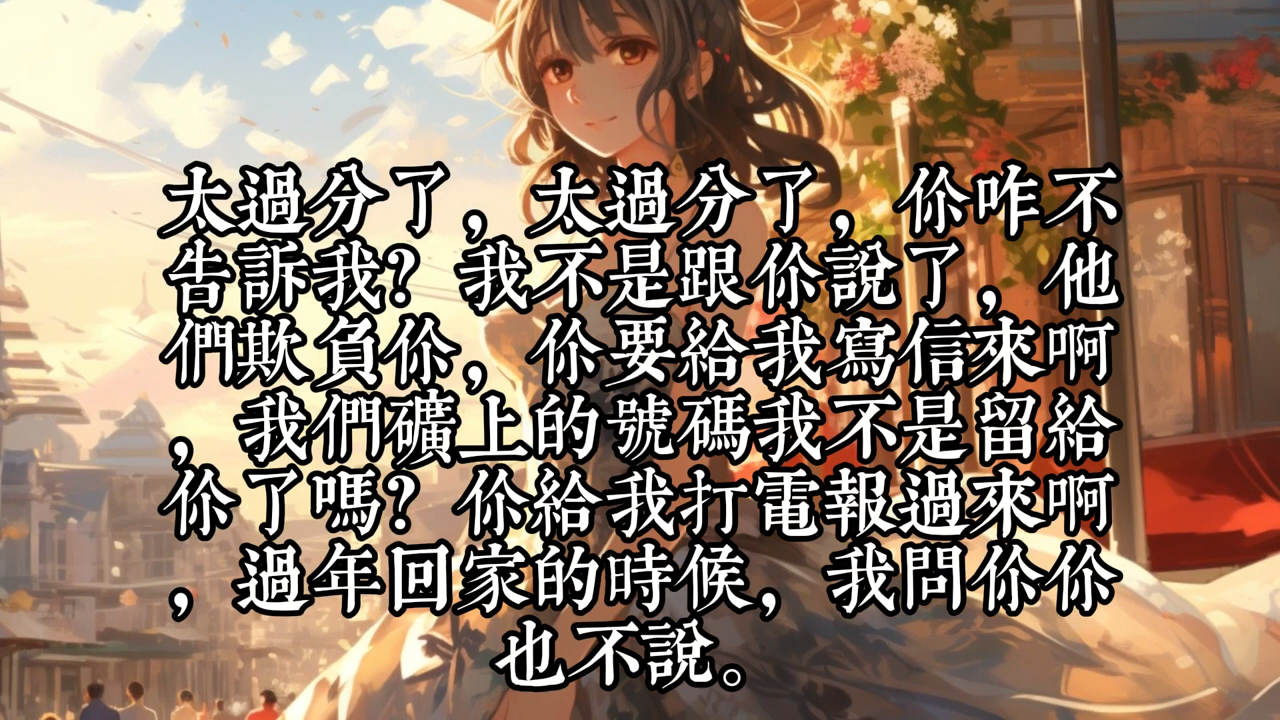 太過分了，太過分了，你咋不
告訴我？我不是跟你說了，他
們欺負你，你要給我寫信來啊
，我們礦上的號碼我不是留給
你了嗎？你給我打電報過來啊
，過年回家的時候，我問你你
也不說。